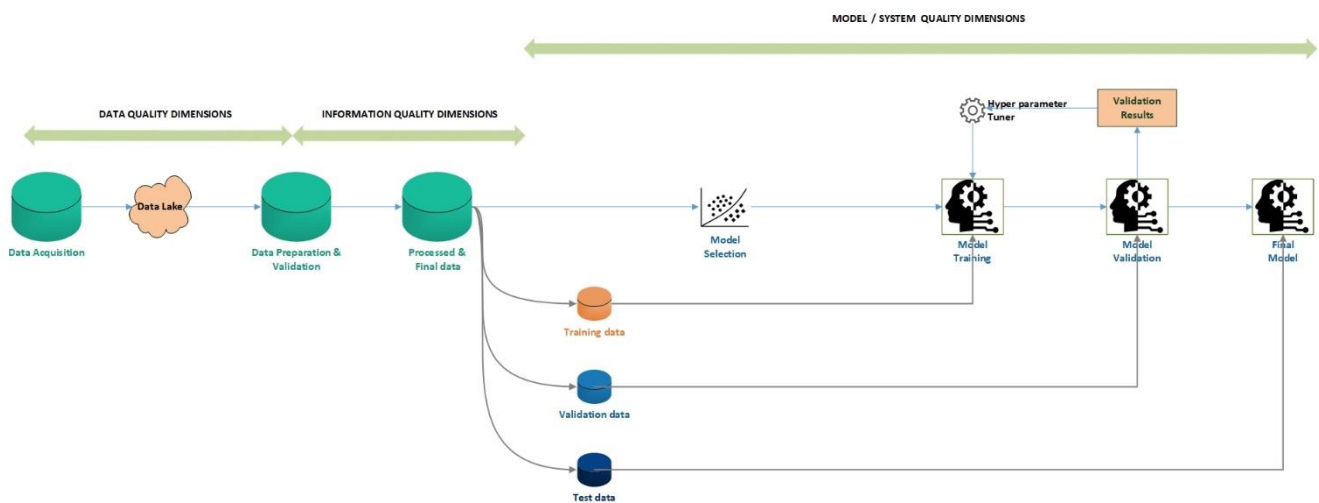 MODEL / SYSTEM QUALITY DIMENSIONS
DATA QUALITY DIMENSIONS
INFORMATION QUALITY DIMENSIONS
Hyper parameter
Tuner
Validation
Results
Data Lake
Data Acquisition
Data Preparation &
Validation
Processed &
Final data
Model
Selection
Model
Training
Model
Validation
Final
Model
Training data
Validation data
Test data